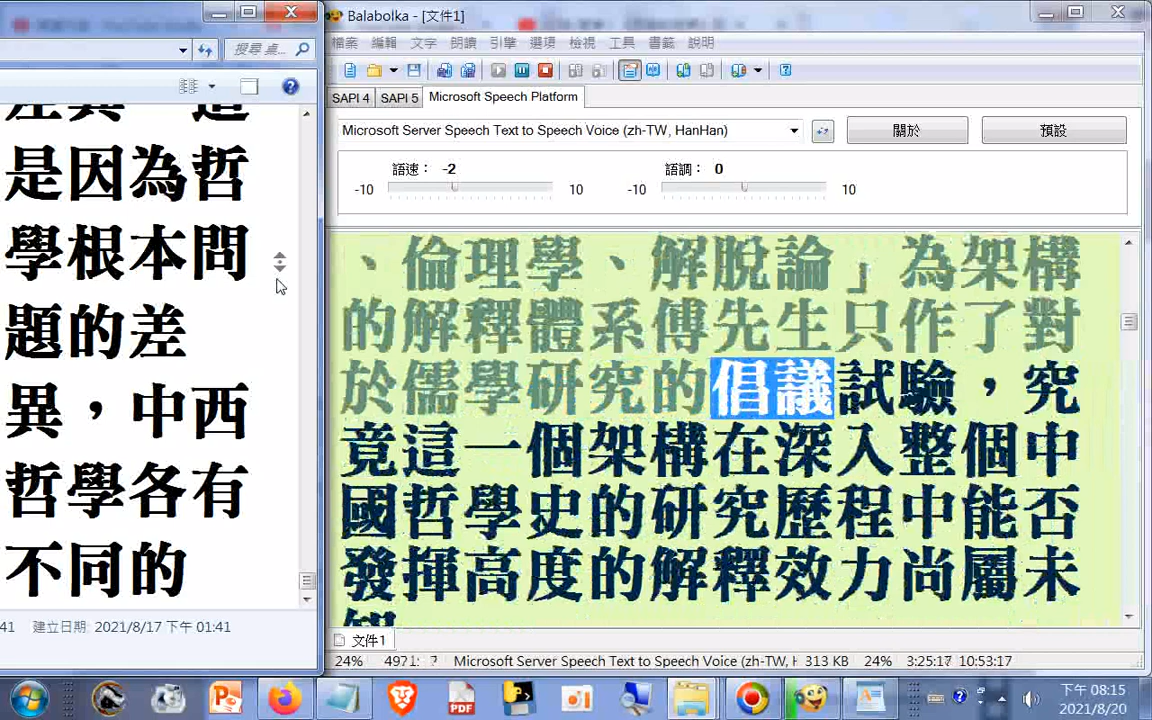 Balabolka - [文件1]
搜尋 桌...
檔案 編輯 文字 朗讀 引擎 選項 檢視 工具 書籤 說明
SAPI 4 SAPI 5 Microsoft Speech Platform
Microsoft Server Speech Text to Speech Voice (zh-TW, HanHan)
關於 預設
語速： -2 語調： 0
-10 10 -10 10
差異 這
是因為哲
學根本問
題的差
異，中西
哲學各有
不同的
41 建立日期: 2021/8/17 下午 01:41
、倫理學、解脫論」為架構
的解釋體系傅先生只作了對
於儒學研究的倡議試驗，究
竟這一個架構在深入整個中
國哲學史的研究歷程中能否
發揮高度的解釋效力尚屬未
知
文件1
24% 4971: 7 Microsoft Server Speech Text to Speech Voice (zh-TW, H 313 KB 24% 3:25:17 10:53:17
PDF
下午 08:15
2021/8/20